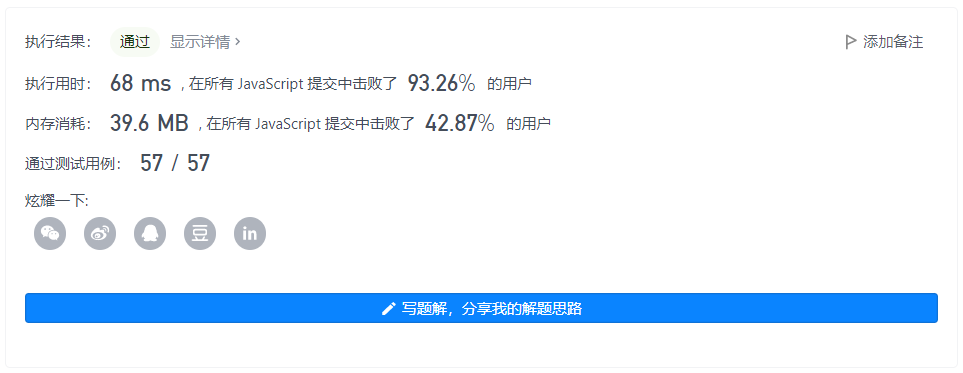 执行结果： 通过 显示详情 > 添加备注
执行用时： 68 ms , 在所有 JavaScript 提交中击败了 93.26% 的用户
内存消耗： 39.6 MB , 在所有 JavaScript 提交中击败了 42.87% 的用户
通过测试用例： 57 / 57
炫耀一下:
豆 in
写题解，分享我的解题思路